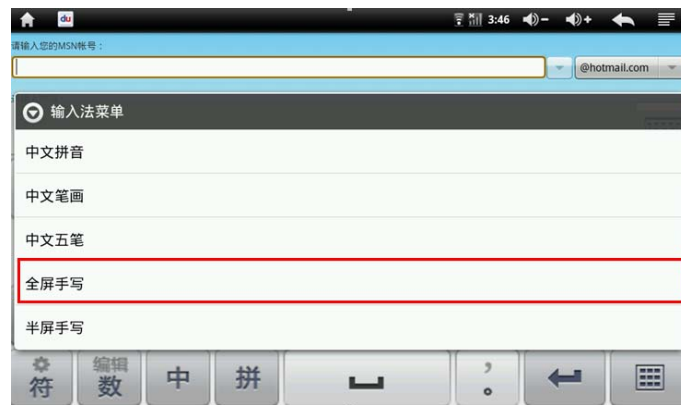 du 3:46
请输入您的MSN帐号：
@hotmail.com
输入法菜单
中文拼音
中文笔画
中文五笔
全屏手写
半屏手写
符 编辑 数 中 拼 ， 。